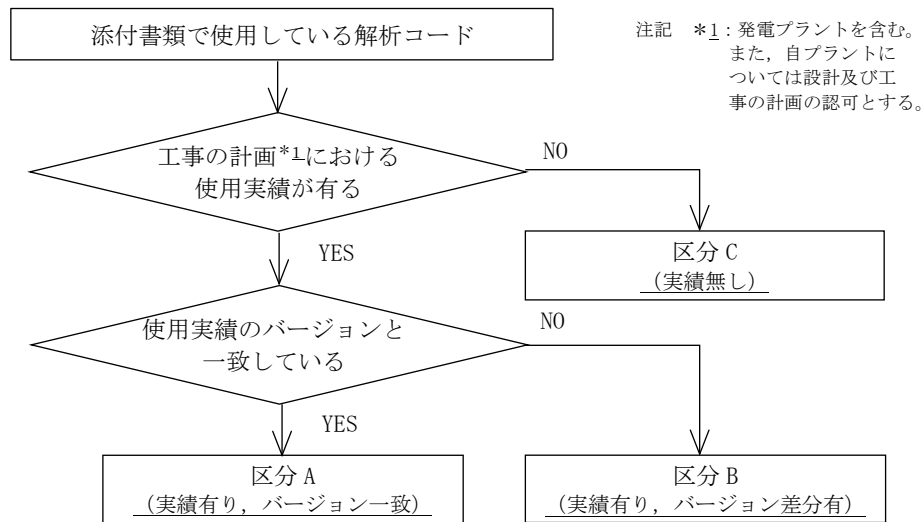 添付書類で使用している解析コード
注記　*1：発電プラントを含む。
また，自プラントに
ついては設計及び工
事の計画の認可とする。
工事の計画*1における
使用実績が有る
NO
YES
区分 C
（実績無し）
使用実績のバージョンと
一致している
NO
YES
区分 A
（実績有り，バージョン一致）
区分 B
（実績有り，バージョン差分有）